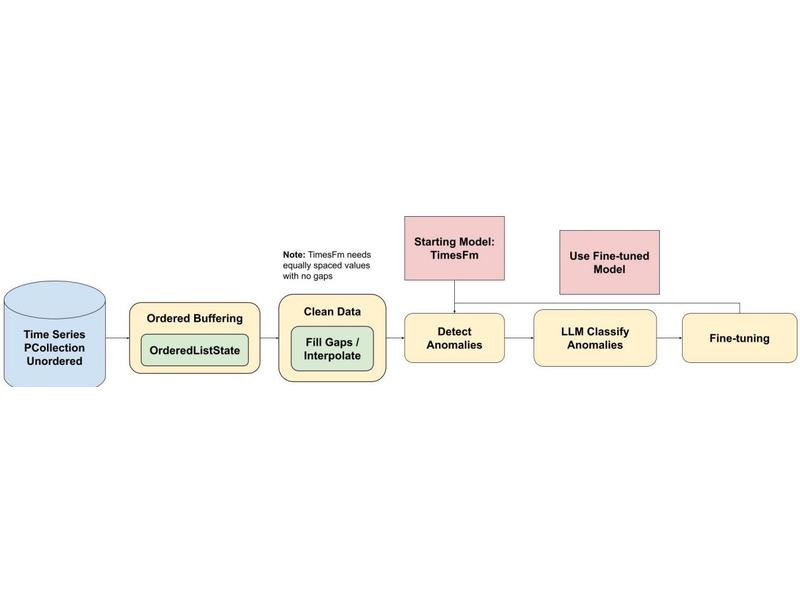 Time Series
PCollection
Unordered
Ordered Buffering
OrderedListState
Note: TimesFm needs
equally spaced values
with no gaps
Clean Data
Fill Gaps /
Interpolate
Starting Model:
TimesFm
Detect
Anomalies
Use Fine-tuned
Model
LLM Classify
Anomalies
Fine-tuning